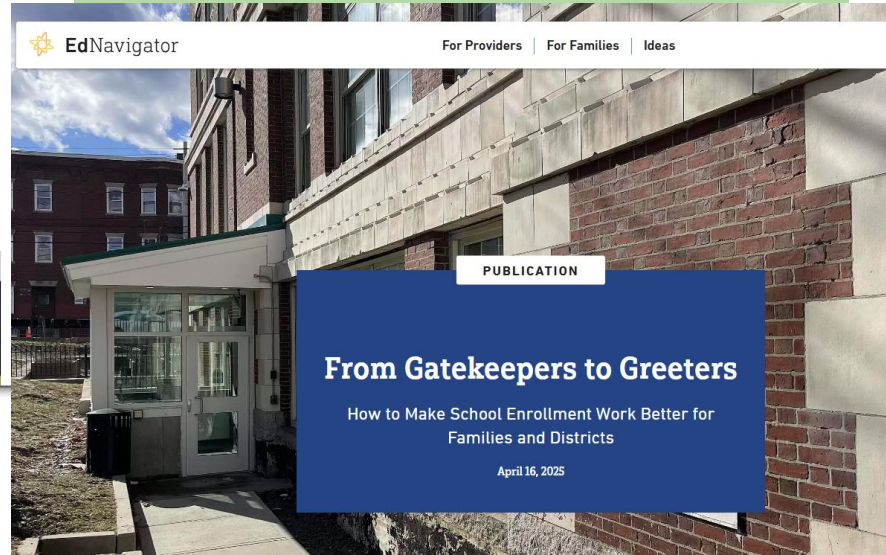 EdNavigator
For Providers
For Families
Ideas
PUBLICATION
From Gatekeepers to Greeters
How to Make School Enrollment Work Better for
Families and Districts
April 16, 2025